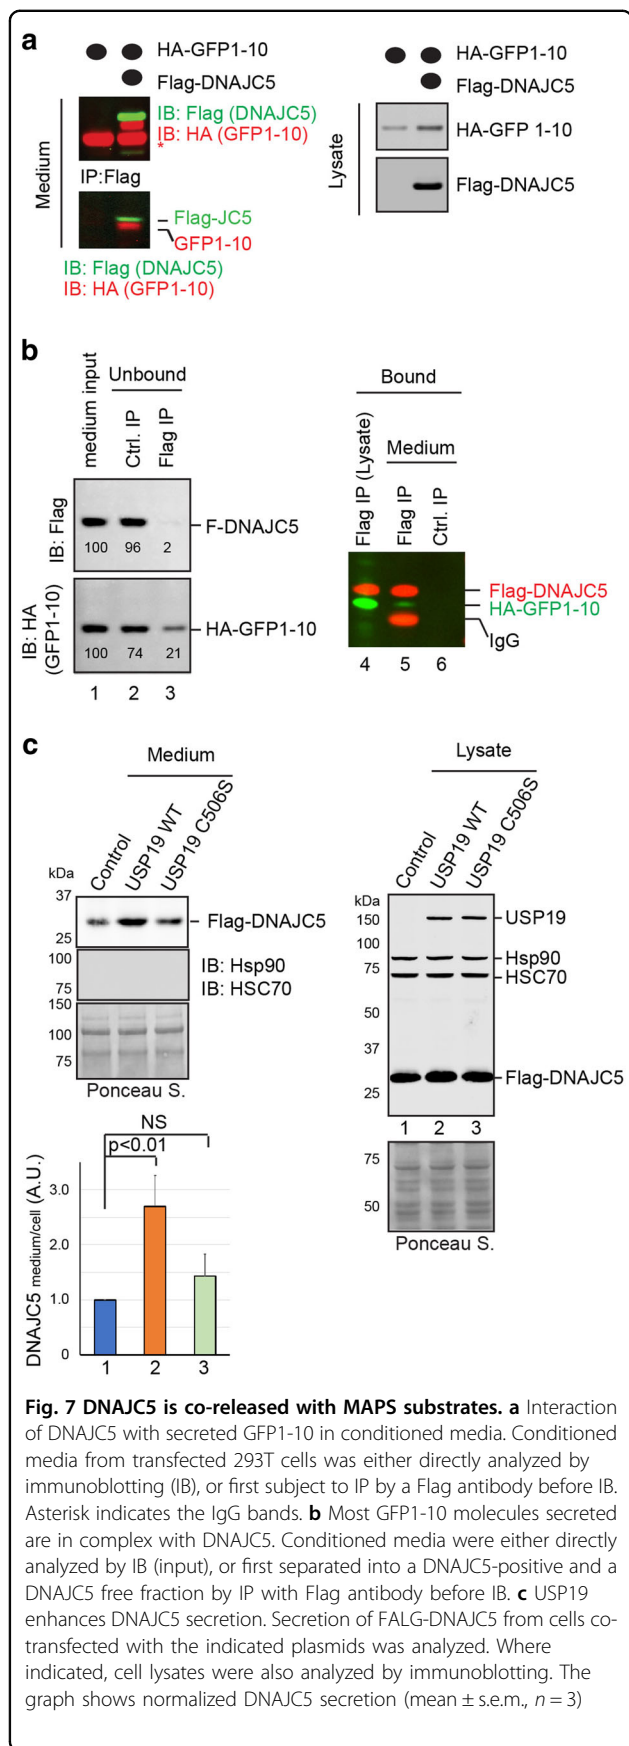 a
HA-GFP1-10
Flag-DNAJC5
Medium
IB: Flag (DNAJC5)
IB: HA (GFP1-10)
*
IP:Flag
Flag-JC5
GFP1-10
IB: Flag (DNAJC5)
IB: HA (GFP1-10)
HA-GFP1-10
Flag-DNAJC5
Lysate
HA-GFP 1-10
Flag-DNAJC5
b
medium input
Unbound
Ctrl. IP
Flag IP
IB: Flag
F-DNAJC5
100 96 2
IB: HA
(GFP1-10)
HA-GFP1-10
100 74 21
1 2 3
Bound
Flag IP (Lysate)
Medium
Flag IP
Ctrl. IP
Flag-DNAJC5
HA-GFP1-10
IgG
4 5 6
c
Medium
Control
USP19 WT
USP19 C506S
kDa
37
Flag-DNAJC5
25
100
IB: Hsp90
IB: HSC70
75
150
100
75
Ponceau S.
NS
p<0.01
DNAJC5 medium/cell (A.U.)
3.0
2.0
1.0
0
1 2 3
Lysate
Control
USP19 WT
USP19 C506S
kDa
150
USP19
100
Hsp90
75
HSC70
50
37
Flag-DNAJC5
25
1 2 3
75
50
Ponceau S.
Fig. 7 DNAJC5 is co-released with MAPS substrates. a Interaction
of DNAJC5 with secreted GFP1-10 in conditioned media. Conditioned
media from transfected 293T cells was either directly analyzed by
immunoblotting (IB), or first subject to IP by a Flag antibody before IB.
Asterisk indicates the IgG bands. b Most GFP1-10 molecules secreted
are in complex with DNAJC5. Conditioned media were either directly
analyzed by IB (input), or first separated into a DNAJC5-positive and a
DNAJC5 free fraction by IP with Flag antibody before IB. c USP19
enhances DNAJC5 secretion. Secretion of FALG-DNAJC5 from cells co-
transfected with the indicated plasmids was analyzed. Where
indicated, cell lysates were also analyzed by immunoblotting. The
graph shows normalized DNAJC5 secretion (mean ± s.e.m., n = 3)